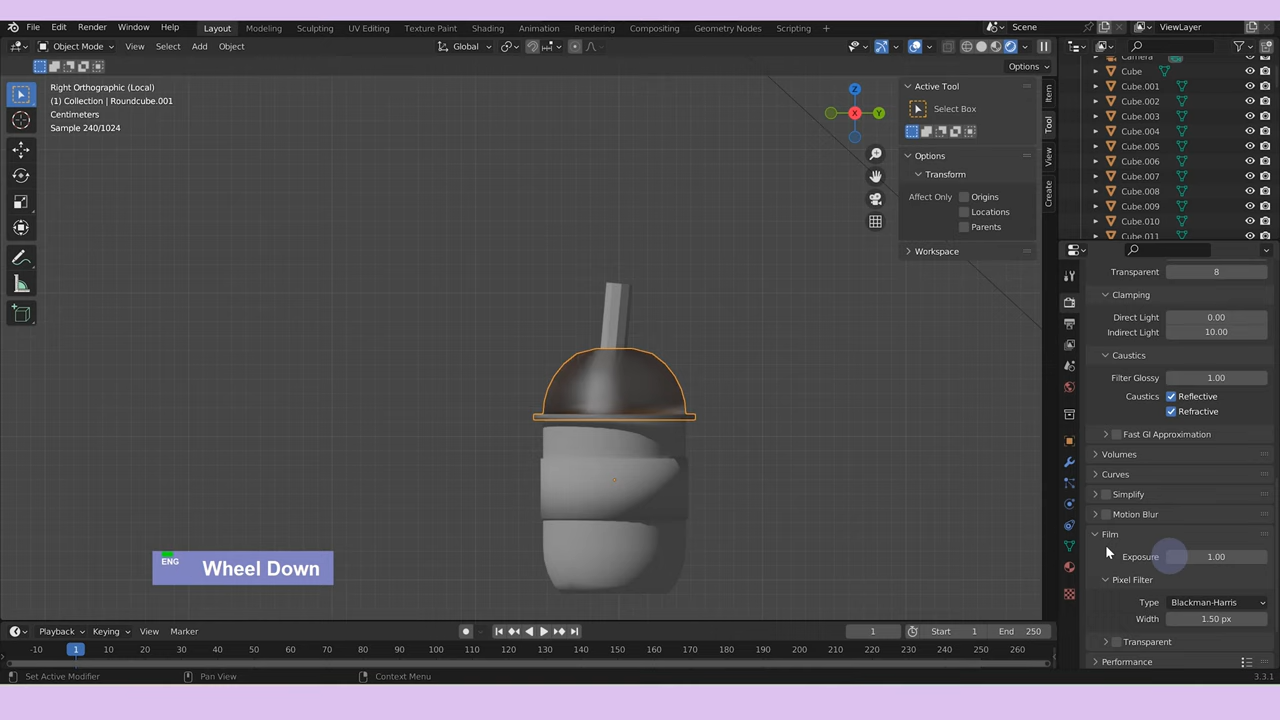 File Edit Render Window Help Layout Modeling Sculpting UV Editing Texture Paint Shading Animation Rendering Compositing Geometry Nodes Scripting + Scene ViewLayer
Object Mode View Select Add Object Global
Options
Right Orthographic (Local)
(1) Collection | Roundcube.001
Centimeters
Sample 240/1024
Z
X
Y
Active Tool
Select Box
Options
Transform
Affect Only Origins
Locations
Parents
Workspace
Item
Tool
View
Create
Camera
Cube
Cube.001
Cube.002
Cube.003
Cube.004
Cube.005
Cube.006
Cube.007
Cube.008
Cube.009
Cube.010
Cube.011
Transparent 8
Clamping
Direct Light 0.00
Indirect Light 10.00
Caustics
Filter Glossy 1.00
Caustics Reflective
Refractive
Fast GI Approximation
Volumes
Curves
Simplify
Motion Blur
Film
Exposure 1.00
Pixel Filter
Type Blackman-Harris
Width 1.50 px
Transparent
Performance
ENG Wheel Down
Playback Keying View Marker 1 Start 1 End 250
-10 1 10 20 30 40 50 60 70 80 90 100 110 120 130 140 150 160 170 180 190 200 210 220 230 240 250 260
Set Active Modifier Pan View Context Menu 3.3.1